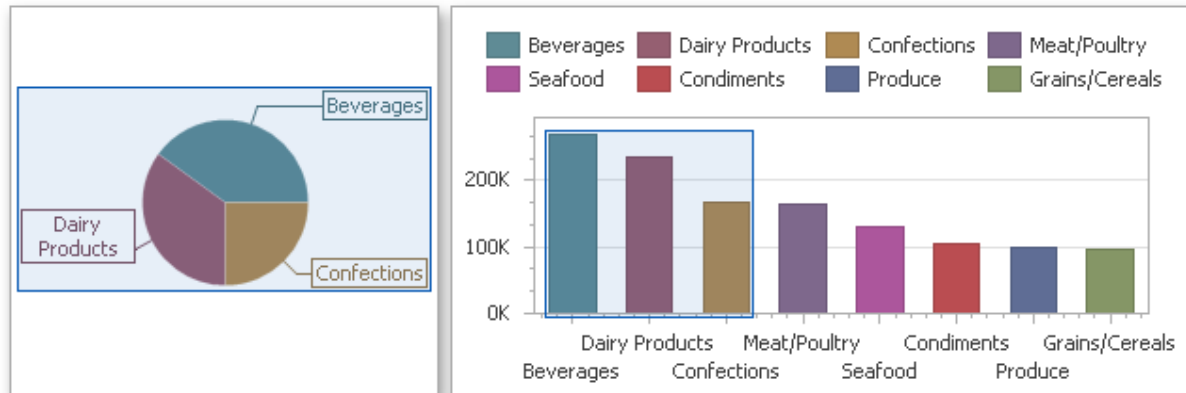 Beverages
Dairy
Products
Confections
Beverages Dairy Products Confections Meat/Poultry
Seafood Condiments Produce Grains/Cereals
200K
100K
0K
Dairy Products Meat/Poultry Condiments Grains/Cereals
Beverages Confections Seafood Produce